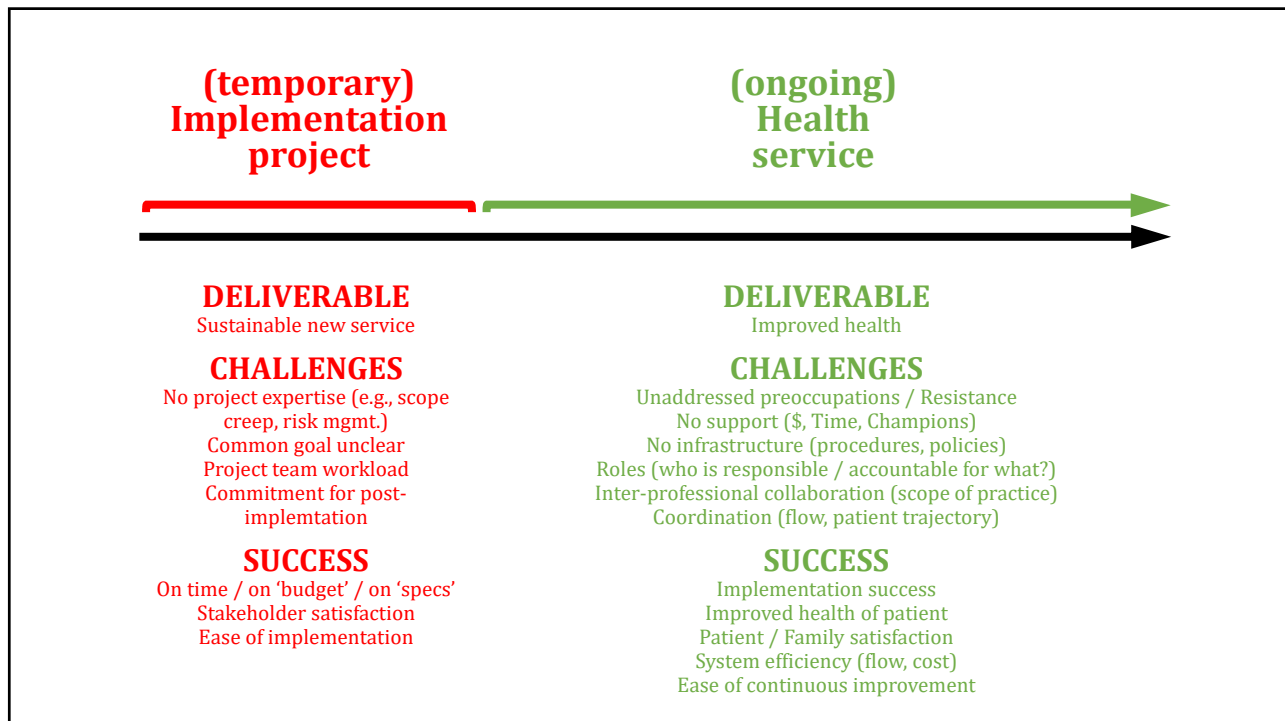 (temporary)
Implementation
project
(ongoing)
Health
service
DELIVERABLE
Sustainable new service
CHALLENGES
No project expertise (e.g., scope
creep, risk mgmt.)
Common goal unclear
Project team workload
Commitment for post-
implemtation
SUCCESS
On time / on ‘budget’ / on ‘specs’
Stakeholder satisfaction
Ease of implementation
DELIVERABLE
Improved health
CHALLENGES
Unaddressed preoccupations / Resistance
No support ($, Time, Champions)
No infrastructure (procedures, policies)
Roles (who is responsible / accountable for what?)
Inter-professional collaboration (scope of practice)
Coordination (flow, patient trajectory)
SUCCESS
Implementation success
Improved health of patient
Patient / Family satisfaction
System efficiency (flow, cost)
Ease of continuous improvement